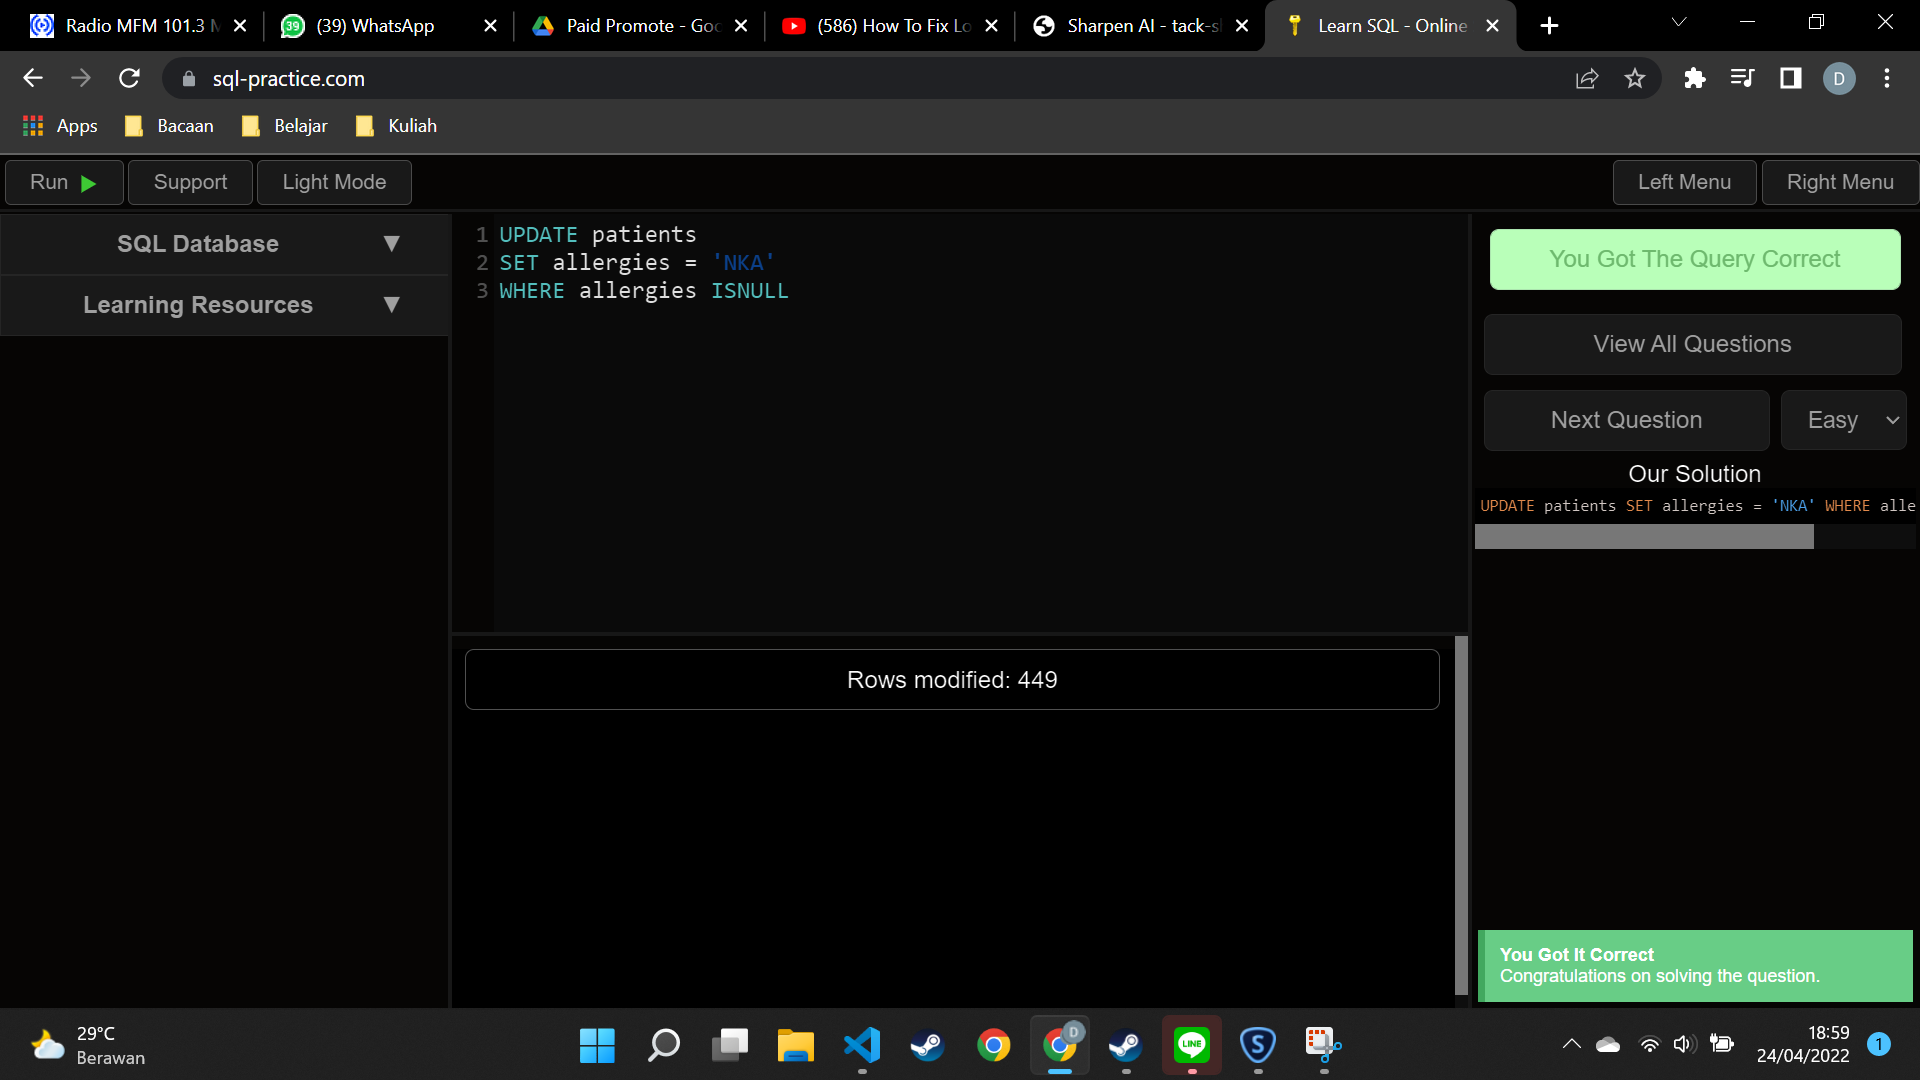 Radio MFM 101.3 M
(39) WhatsApp
Paid Promote - Goo
(586) How To Fix Lo
Sharpen AI - tack-sh
Learn SQL - Online
sql-practice.com
D
Apps
Bacaan
Belajar
Kuliah
Run
Support
Light Mode
Left Menu
Right Menu
SQL Database
Learning Resources
1 UPDATE patients
2 SET allergies = 'NKA'
3 WHERE allergies ISNULL
Rows modified: 449
You Got The Query Correct
View All Questions
Next Question
Easy
Our Solution
UPDATE patients SET allergies = 'NKA' WHERE alle
You Got It Correct
Congratulations on solving the question.
29°C
Berawan
D
LINE
S
18:59
24/04/2022
1